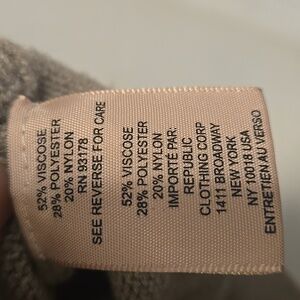 52% VISCOSE
28% POLYESTER
20% NYLON
RN 93178
SEE REVERSE FOR CARE
52% VISCOSE
28% POLYESTER
20% NYLON
IMPORTÉ PAR:
REPUBLIC
CLOTHING CORP
1411 BROADWAY
NEW YORK
NY 10018 USA
ENTRETIEN AU VERSO